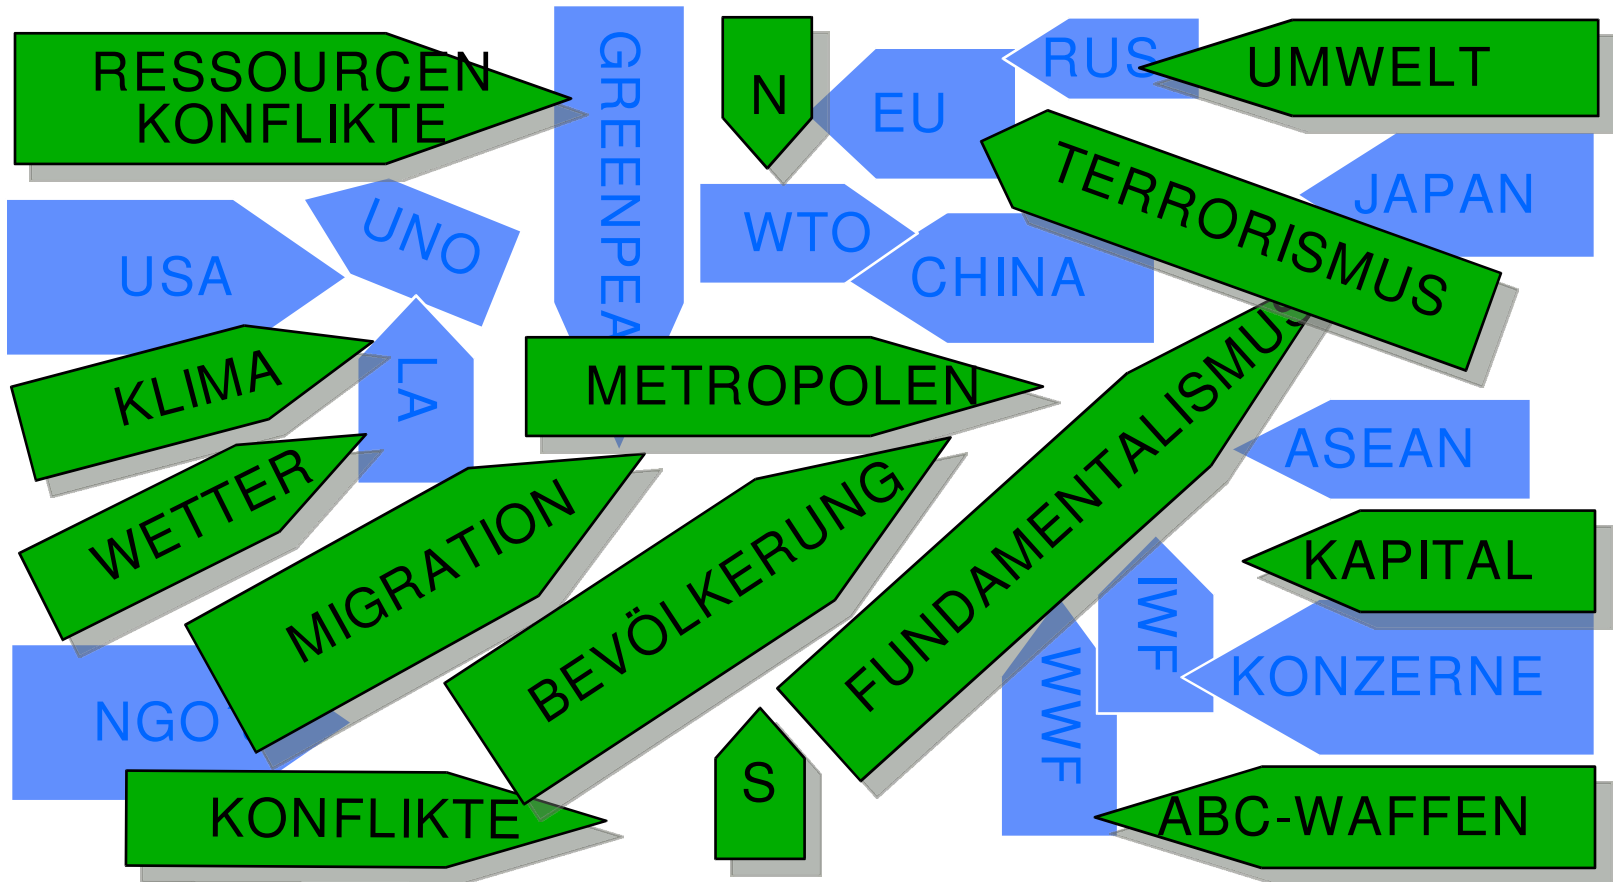 RESSOURCEN
KONFLIKTE
GREENPEA
N
EU
RUS
UMWELT
USA
UNO
WTO
CHINA
TERRORISMUS
JAPAN
KLIMA
LA
METROPOLEN
FUNDAMENTALISMUS
ASEAN
WETTER
MIGRATION
BEVÖLKERUNG
KAPITAL
IWF
WWF
KONZERNE
NGO
S
KONFLIKTE
ABC-WAFFEN